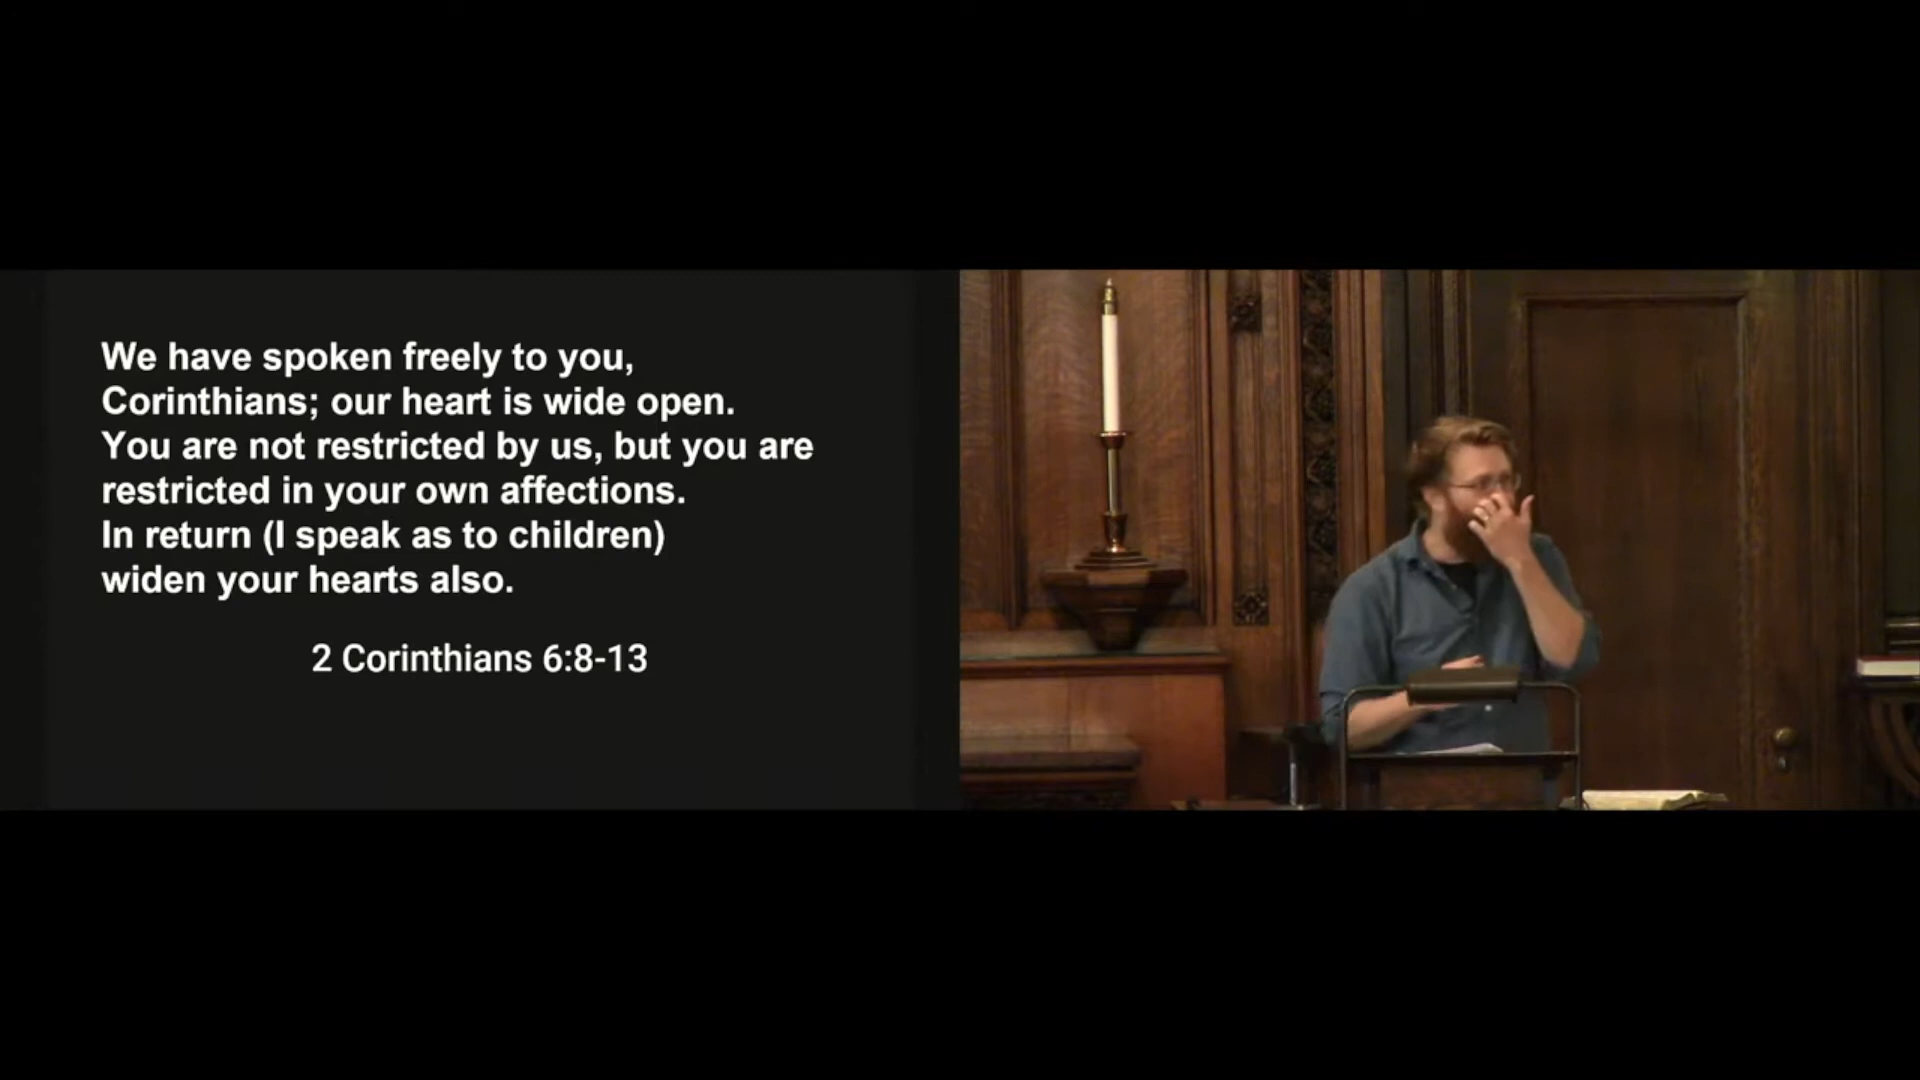 We have spoken freely to you,
Corinthians; our heart is wide open.
You are not restricted by us, but you are
restricted in your own affections.
In return (I speak as to children)
widen your hearts also.
2 Corinthians 6:8-13